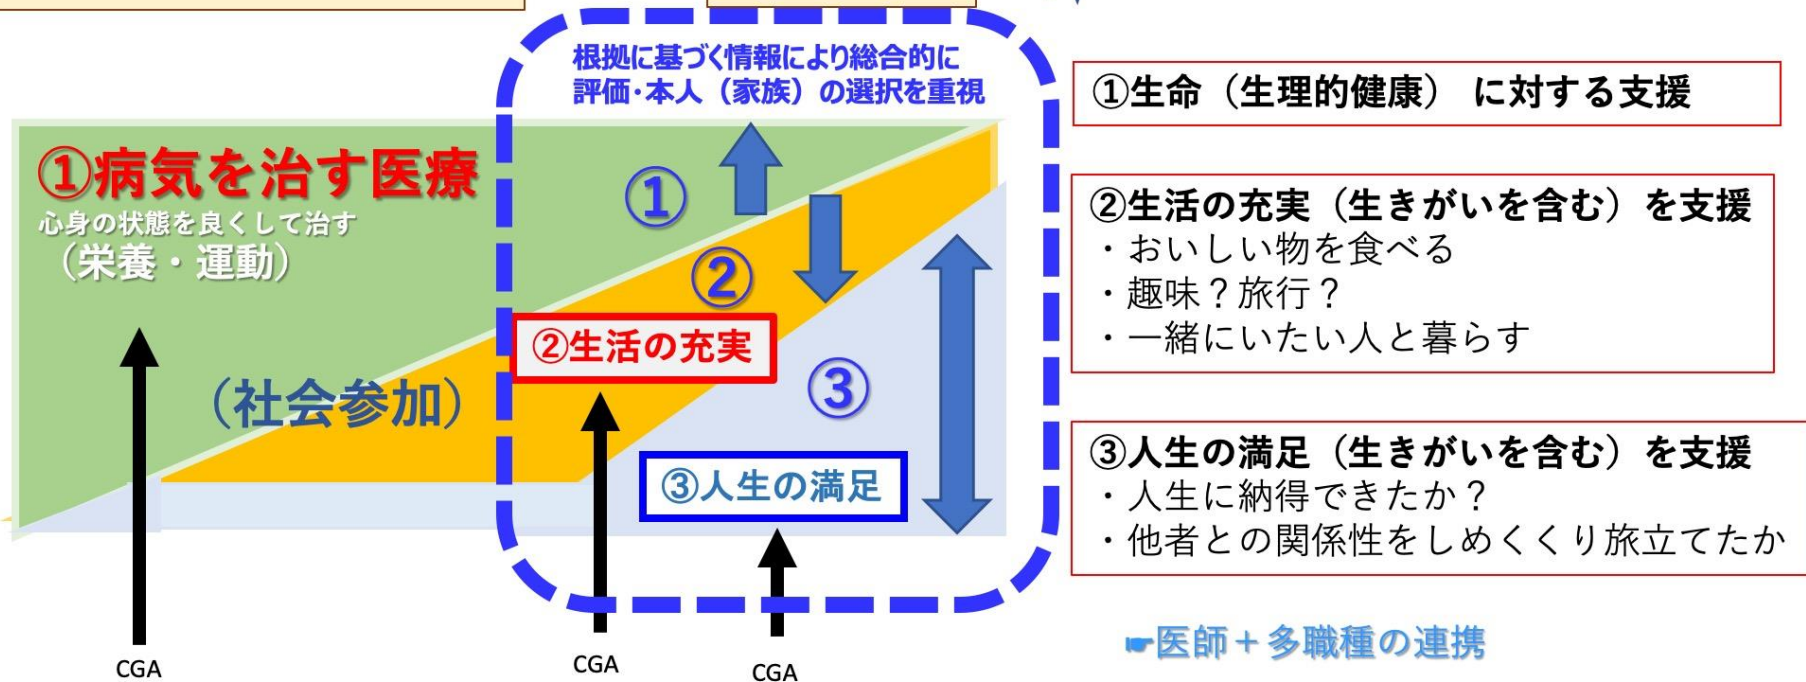 根拠に基づく情報により総合的に
評価・本人（家族）の選択を重視
①病気を治す医療
心身の状態を良くして治す
（栄養・運動）
（社会参加）
①
②
②生活の充実
③
③人生の満足
CGA
CGA
CGA
①生命（生理的健康） に対する支援
②生活の充実（生きがいを含む）を支援
・おいしい物を食べる
・趣味？旅行？
・一緒にいたい人と暮らす
③人生の満足（生きがいを含む）を支援
・人生に納得できたか？
・他者との関係性をしめくくり旅立てたか
☛医師＋多職種の連携